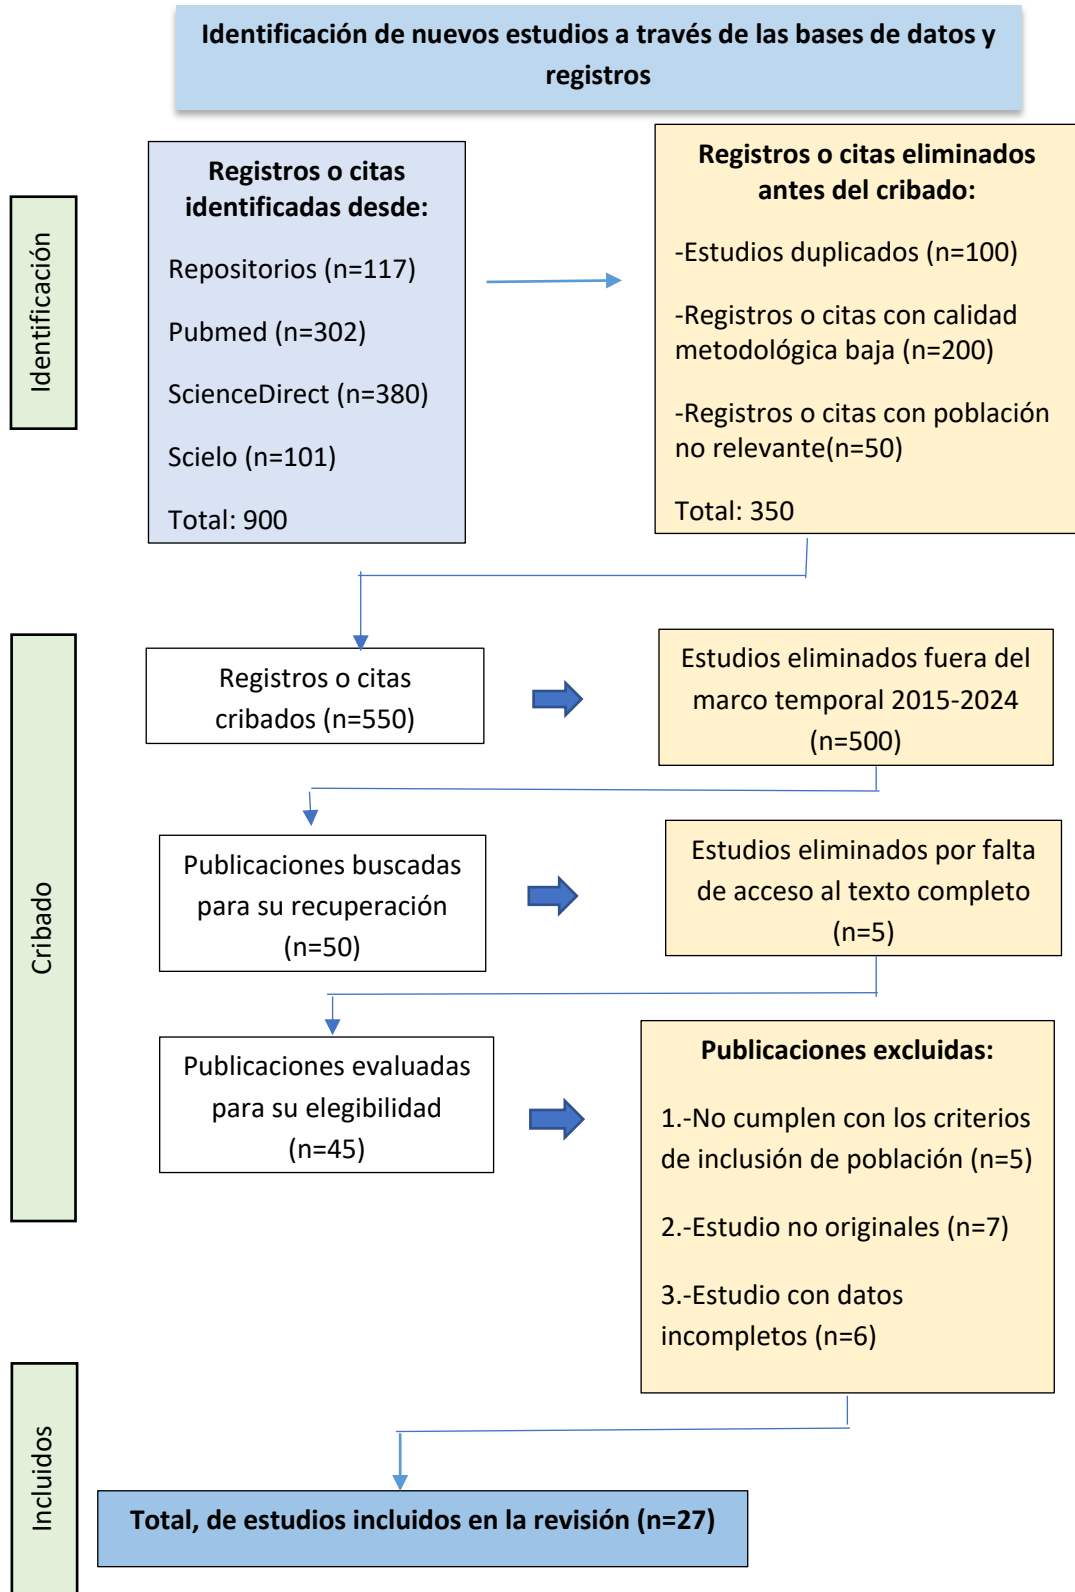 Identificación de nuevos estudios a través de las bases de datos y
registros
Identificación
Registros o citas
identificadas desde:
Repositorios (n=117)
Pubmed (n=302)
ScienceDirect (n=380)
Scielo (n=101)
Total: 900
Registros o citas eliminados
antes del cribado:
-Estudios duplicados (n=100)
-Registros o citas con calidad
metodológica baja (n=200)
-Registros o citas con población
no relevante(n=50)
Total: 350
Cribado
Registros o citas
cribados (n=550)
Estudios eliminados fuera del
marco temporal 2015-2024
(n=500)
Publicaciones buscadas
para su recuperación
(n=50)
Estudios eliminados por falta
de acceso al texto completo
(n=5)
Publicaciones evaluadas
para su elegibilidad
(n=45)
Publicaciones excluidas:
1.-No cumplen con los criterios
de inclusión de población (n=5)
2.-Estudio no originales (n=7)
3.-Estudio con datos
incompletos (n=6)
Incluidos
Total, de estudios incluidos en la revisión (n=27)